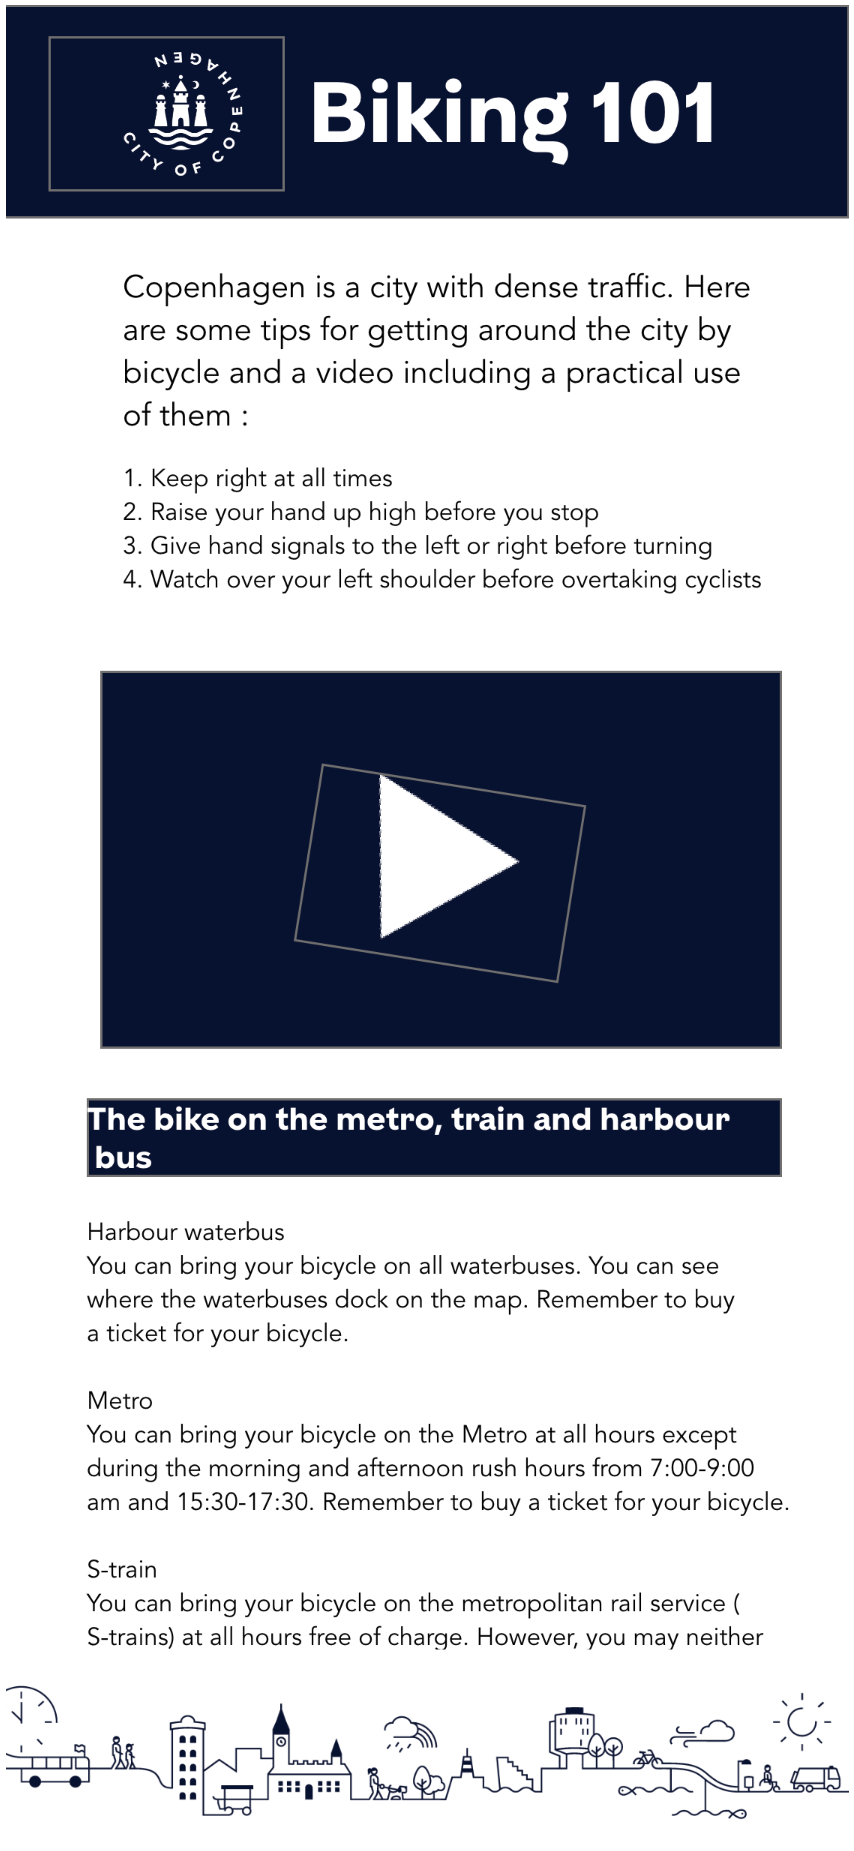 CITY OF COPENHAGEN
Biking 101
Copenhagen is a city with dense traffic. Here
are some tips for getting around the city by
bicycle and a video including a practical use
of them :
1. Keep right at all times
2. Raise your hand up high before you stop
3. Give hand signals to the left or right before turning
4. Watch over your left shoulder before overtaking cyclists
The bike on the metro, train and harbour
bus
Harbour waterbus
You can bring your bicycle on all waterbuses. You can see
where the waterbuses dock on the map. Remember to buy
a ticket for your bicycle.
Metro
You can bring your bicycle on the Metro at all hours except
during the morning and afternoon rush hours from 7:00-9:00
am and 15:30-17:30. Remember to buy a ticket for your bicycle.
S-train
You can bring your bicycle on the metropolitan rail service (
S-trains) at all hours free of charge. However, you may neither